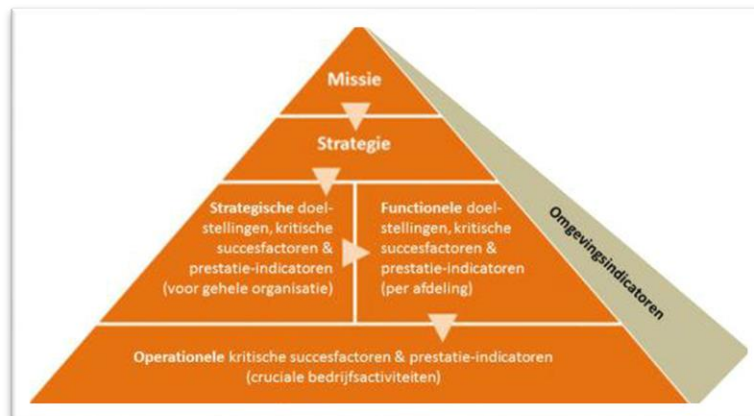 Missie
Strategie
Strategische doel-
stellingen, kritische
succesfactoren &
prestatie-indicatoren
(voor gehele organisatie)
Functionele doel-
stellingen, kritische
succesfactoren &
prestatie-indicatoren
(per afdeling)
Operationele kritische succesfactoren & prestatie-indicatoren
(cruciale bedrijfsactiviteiten)
Omgevingsindicatoren